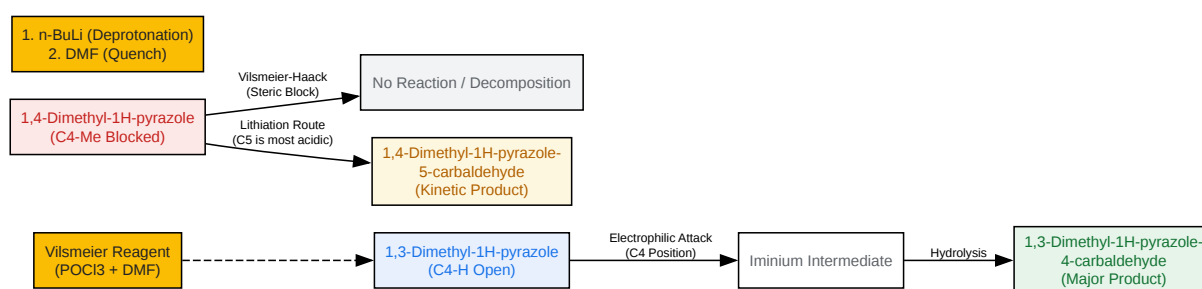 1. n-BuLi (Deprotonation)
2. DMF (Quench)
Vilsmeier-Haack
(Steric Block)
No Reaction / Decomposition
1,4-Dimethyl-1H-pyrazole
(C4-Me Blocked)
Lithiation Route
(C5 is most acidic)
1,4-Dimethyl-1H-pyrazole-
5-carbaldehyde
(Kinetic Product)
Vilsmeier Reagent
(POCl3 + DMF)
1,3-Dimethyl-1H-pyrazole
(C4-H Open)
Electrophilic Attack
(C4 Position)
Iminium Intermediate
Hydrolysis
1,3-Dimethyl-1H-pyrazole-
4-carbaldehyde
(Major Product)